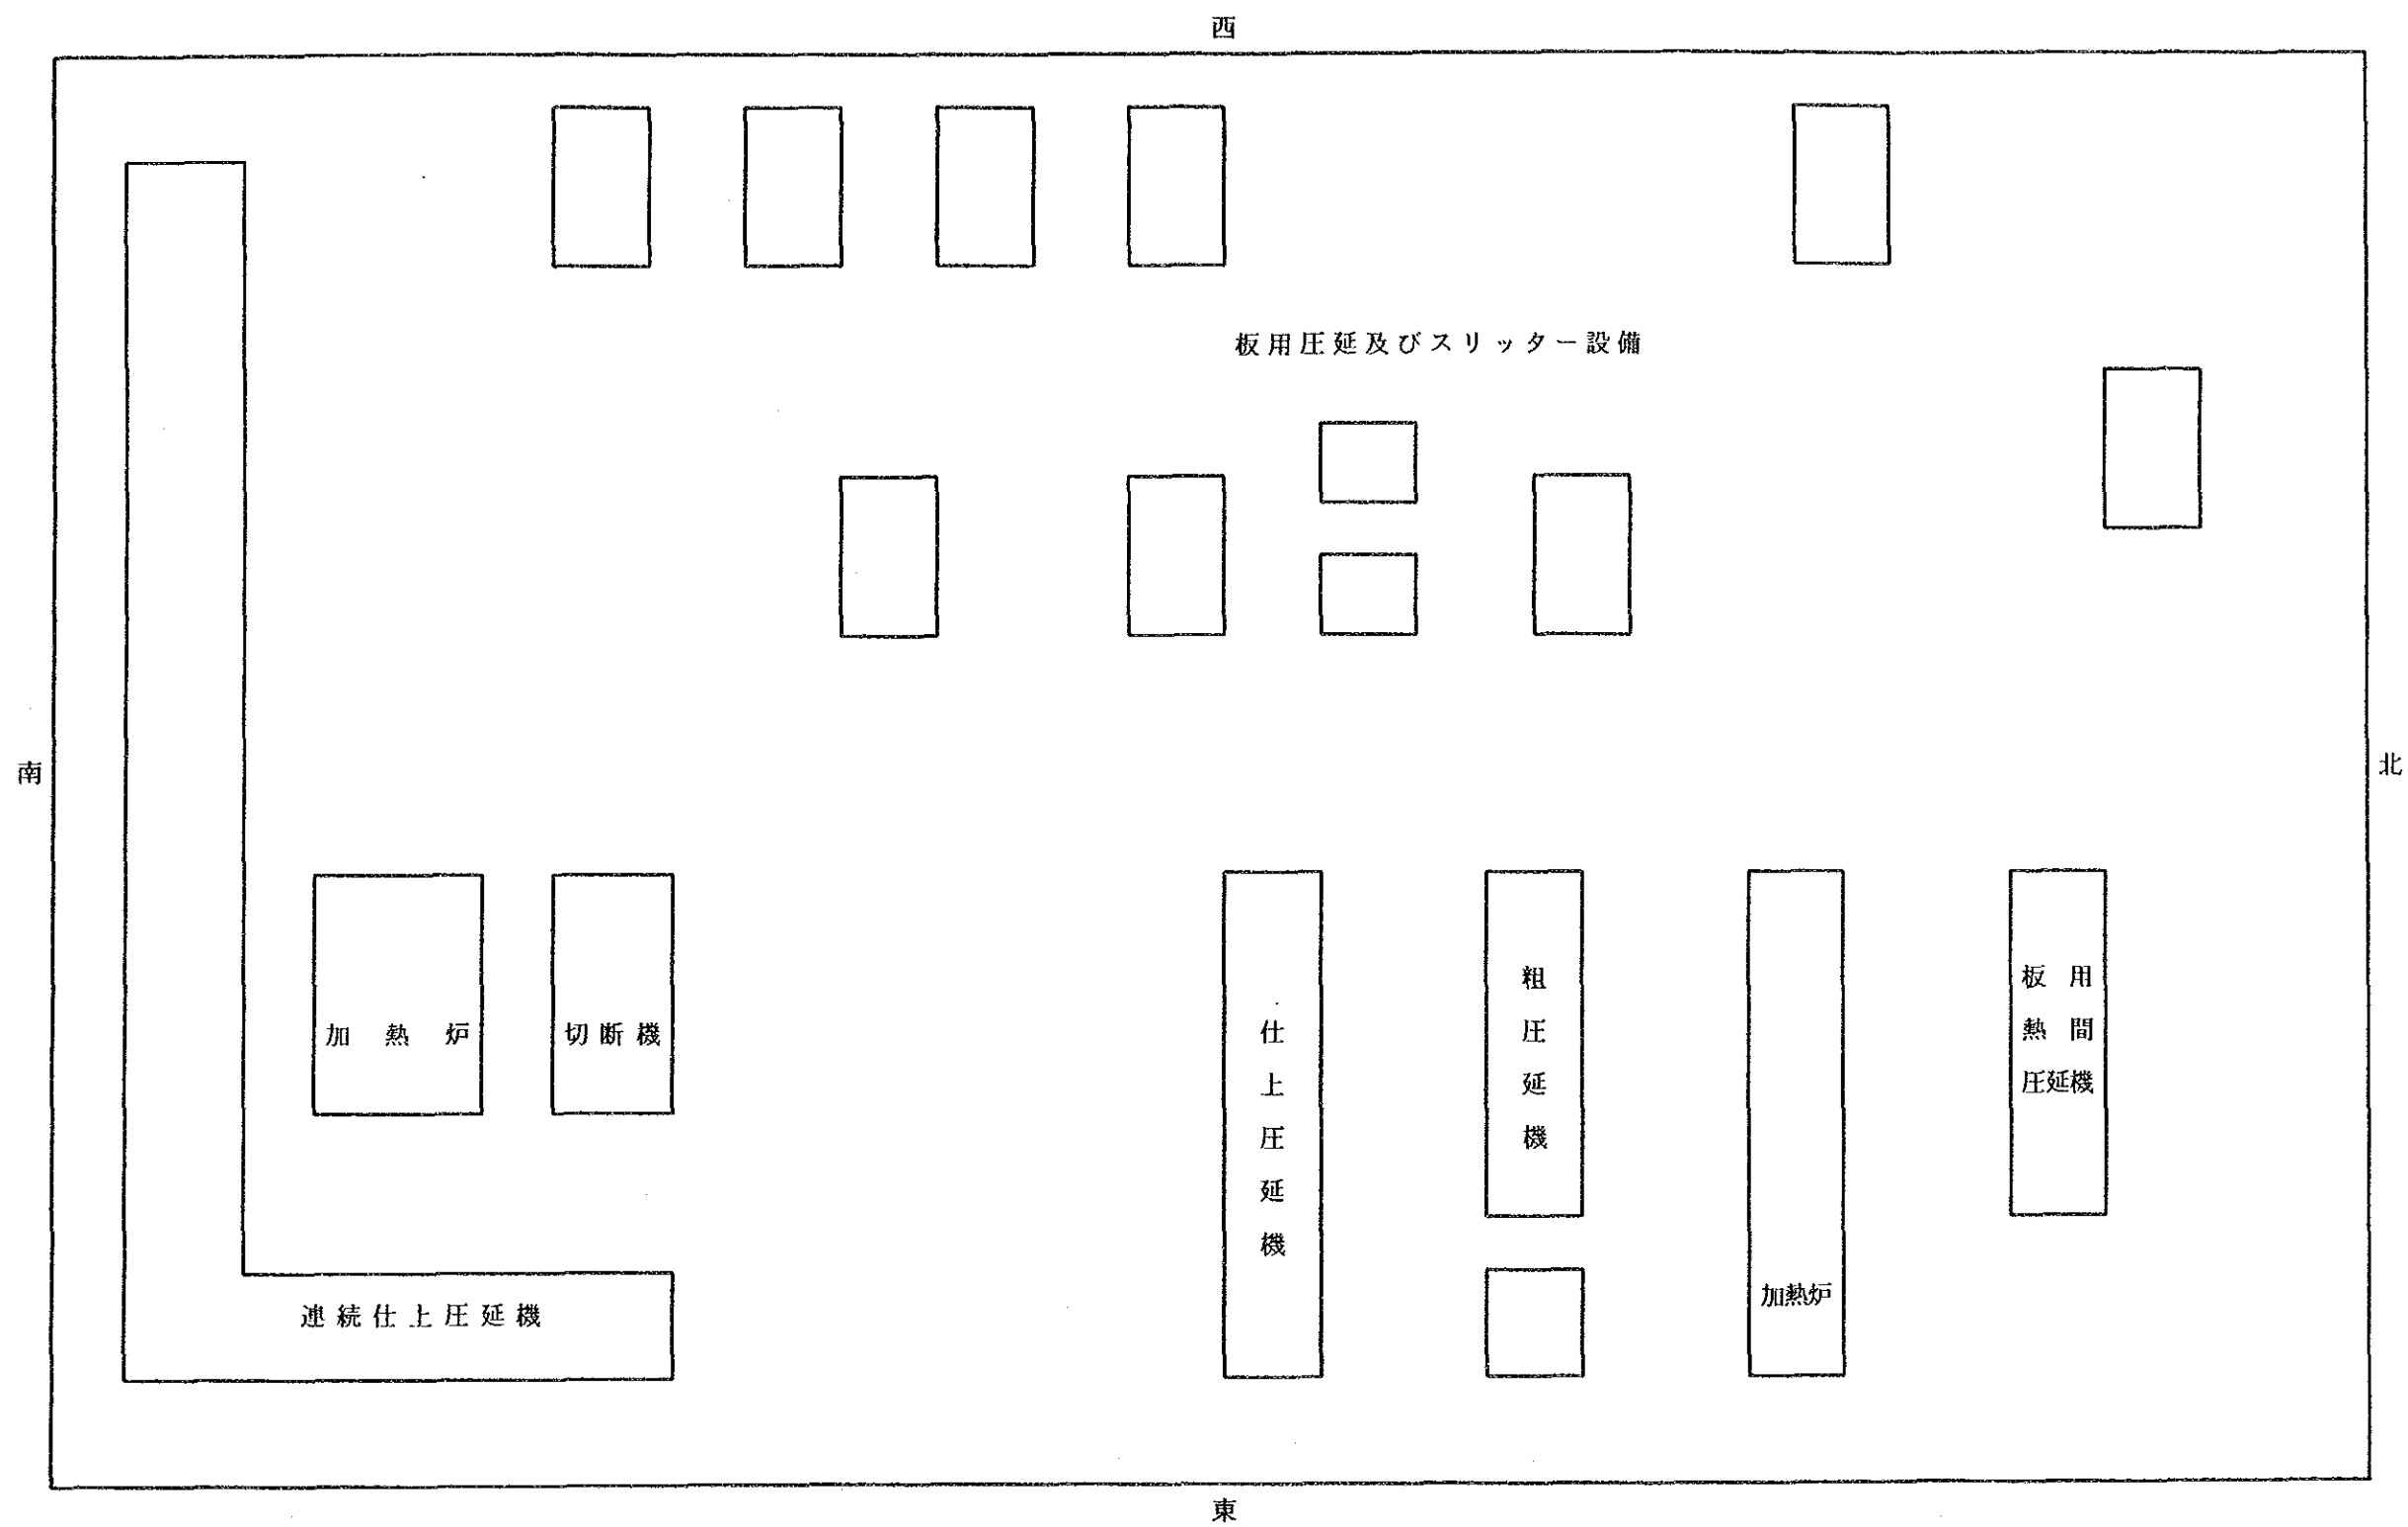 西
板用圧延及びスリッター設備
南
北
加熱炉
切断機
仕上圧延機
粗圧延機
加熱炉
板用
熱間
圧延機
連続仕上圧延機
東